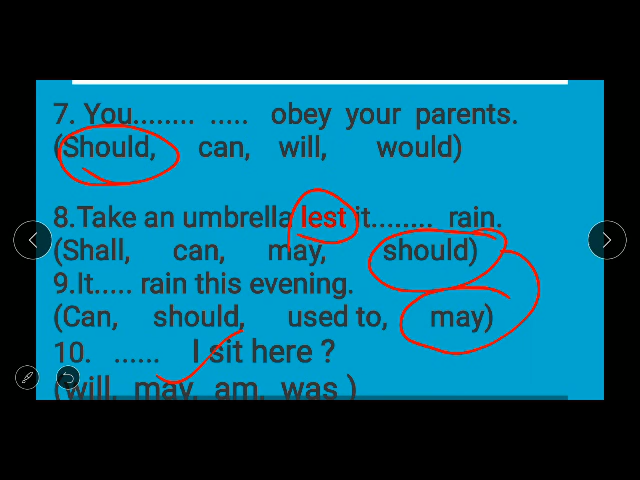 7. You........ ..... obey your parents.
(Should, can, will, would)
8.Take an umbrella lest it........ rain.
(Shall, can, may, should)
9.It..... rain this evening.
(Can, should, used to, may)
10. ...... I sit here ?
(will, may, am, was )